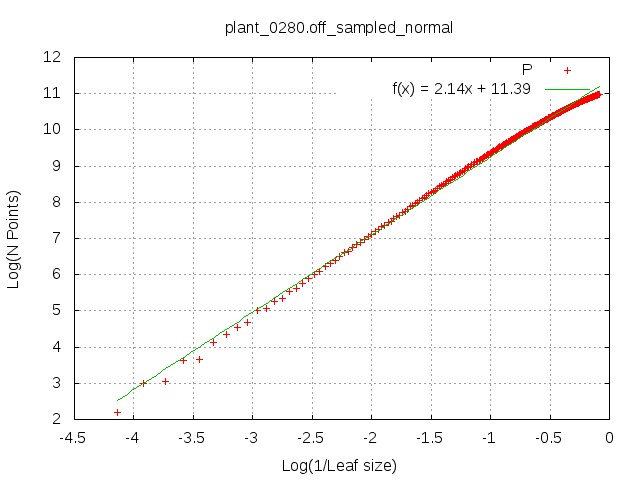 plant_0280.off_sampled_normal
P
f(x) = 2.14x + 11.39
Log(N Points)
12
11
10
9
8
7
6
5
4
3
2
-4.5 -4 -3.5 -3 -2.5 -2 -1.5 -1 -0.5 0
Log(1/Leaf size)